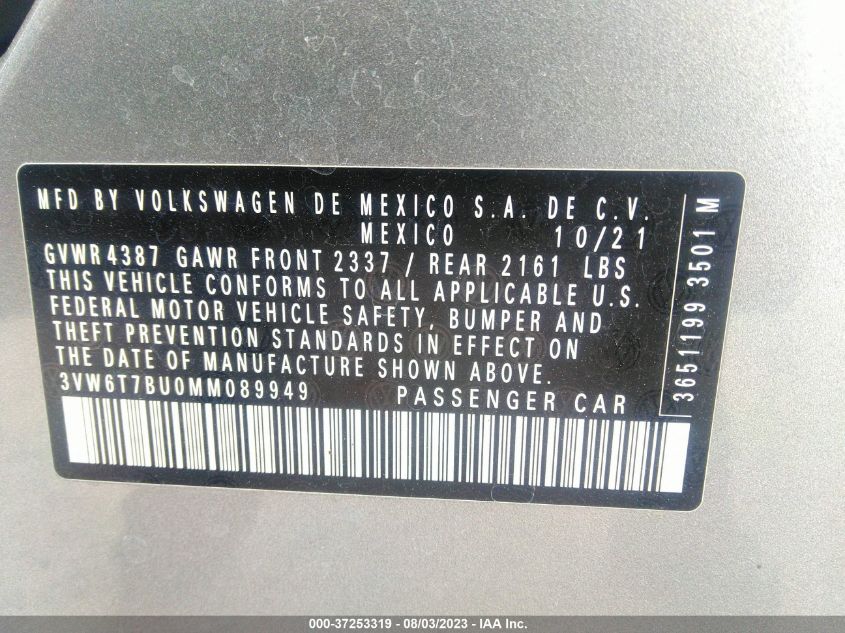 MFD BY VOLKSWAGEN DE MEXICO S.A. DE C.V.
MEXICO 10/21
GVWR 4387 GAWR FRONT 2337 / REAR 2161 LBS
THIS VEHICLE CONFORMS TO ALL APPLICABLE U.S.
FEDERAL MOTOR VEHICLE SAFETY, BUMPER AND
THEFT PREVENTION STANDARDS IN EFFECT ON
THE DATE OF MANUFACTURE SHOWN ABOVE.
3VW6T7BU0MM089949 PASSENGER CAR
3651199 3501 M
000-37253319 - 08/03/2023 - IAA Inc.